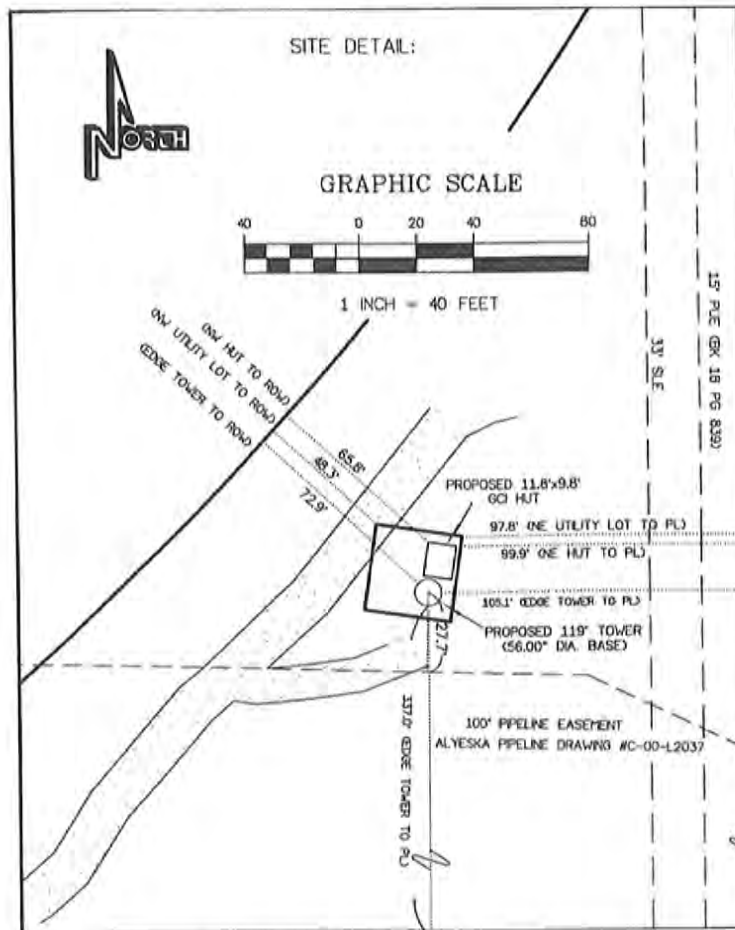 SITE DETAIL:
NORTH
GRAPHIC SCALE
40 0 20 40 80
1 INCH = 40 FEET
(NW HUT TO ROW)
(NW UTILITY LOT TO ROW)
(EDGE TOWER TO ROW)
65.8'
48.3'
72.9'
33' SLE
15' PUE (BK 18 PG 839)
PROPOSED 11.8'x9.8'
GCI HUT
97.8' (NE UTILITY LOT TO PL)
99.9' (NE HUT TO PL)
105.1' (EDGE TOWER TO PL)
PROPOSED 119' TOWER
(56.00" DIA. BASE)
27.7'
337.0' (EDGE TOWER TO PL)
100' PIPELINE EASEMENT
ALYESKA PIPELINE DRAWING #C-00-L2037